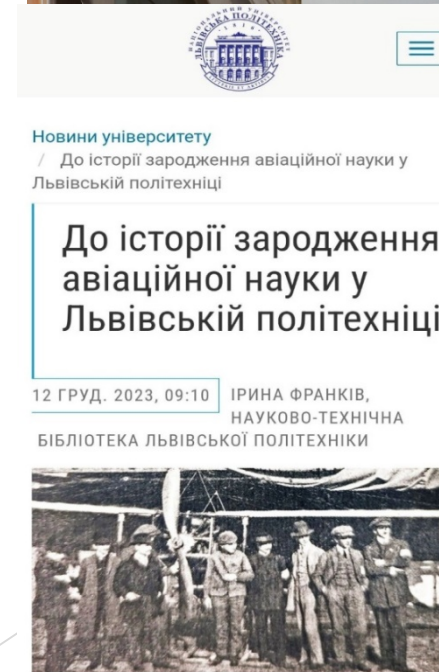 Новини університету
/ До історії зародження авіаційної науки у
Львівській політехніці
До історії зародження
авіаційної науки у
Львівській політехніці
12 ГРУД. 2023, 09:10
ІРИНА ФРАНКІВ,
НАУКОВО-ТЕХНІЧНА
БІБЛІОТЕКА ЛЬВІВСЬКОЇ ПОЛІТЕХНІКИ